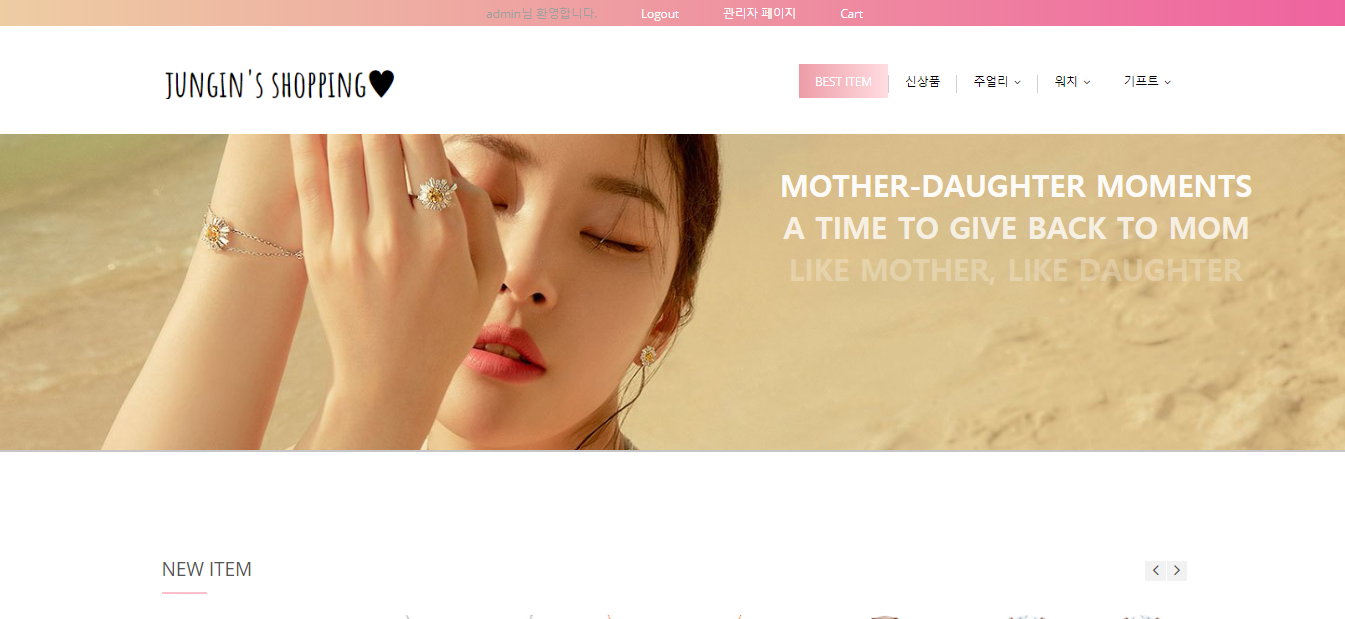 admin님 환영합니다. Logout 관리자 페이지 Cart
JUNGIN'S SHOPPING♥
BEST ITEM 신상품 주얼리 워치 기프트
MOTHER-DAUGHTER MOMENTS
A TIME TO GIVE BACK TO MOM
LIKE MOTHER, LIKE DAUGHTER
NEW ITEM